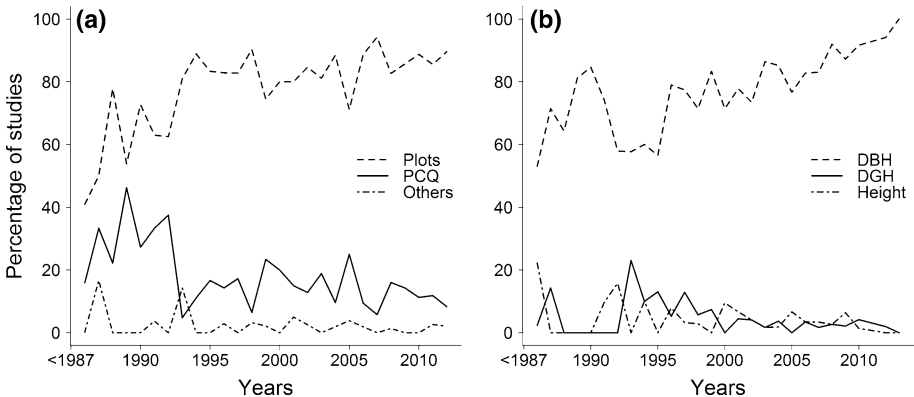 (a)
Percentage of studies
100
80
60
40
20
0
Plots
PCQ
Others
<1987
1990
1995
2000
2005
2010
Years
(b)
100
80
60
40
20
0
DBH
DGH
Height
<1987
1990
1995
2000
2005
2010
Years